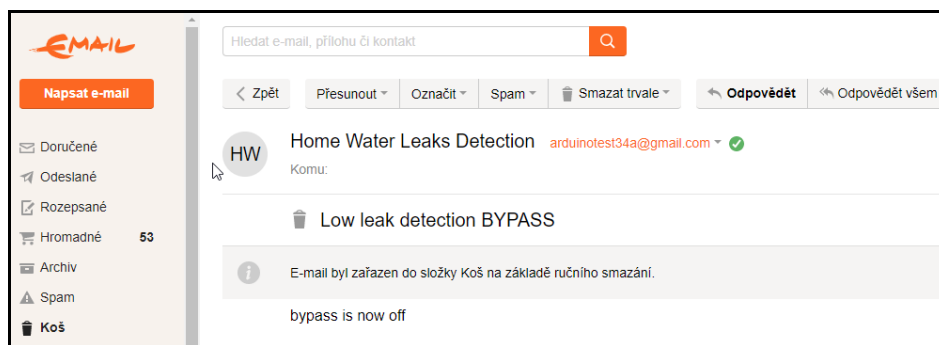 EMAIL
Hledat e-mail, přílohu či kontakt
Napsat e-mail
Zpět
Přesunout
Označit
Spam
Smazat trvale
Odpovědět
Odpovědět všem
Doručené
Odeslané
Rozepsané
Hromadné 53
Archiv
Spam
Koš
HW
Home Water Leaks Detection arduinotest34a@gmail.com
Komu:
Low leak detection BYPASS
E-mail byl zařazen do složky Koš na základě ručního smazání.
bypass is now off